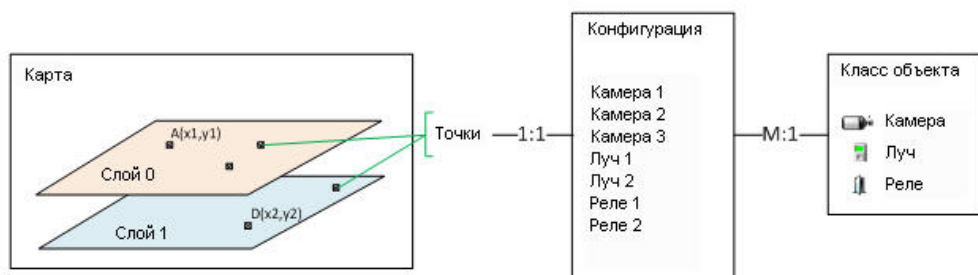 Карта
A(x1,y1)
Слой 0
D(x2,y2)
Слой 1
Точки
1:1
Конфигурация
Камера 1
Камера 2
Камера 3
Луч 1
Луч 2
Реле 1
Реле 2
M:1
Класс объекта
Камера
Луч
Реле